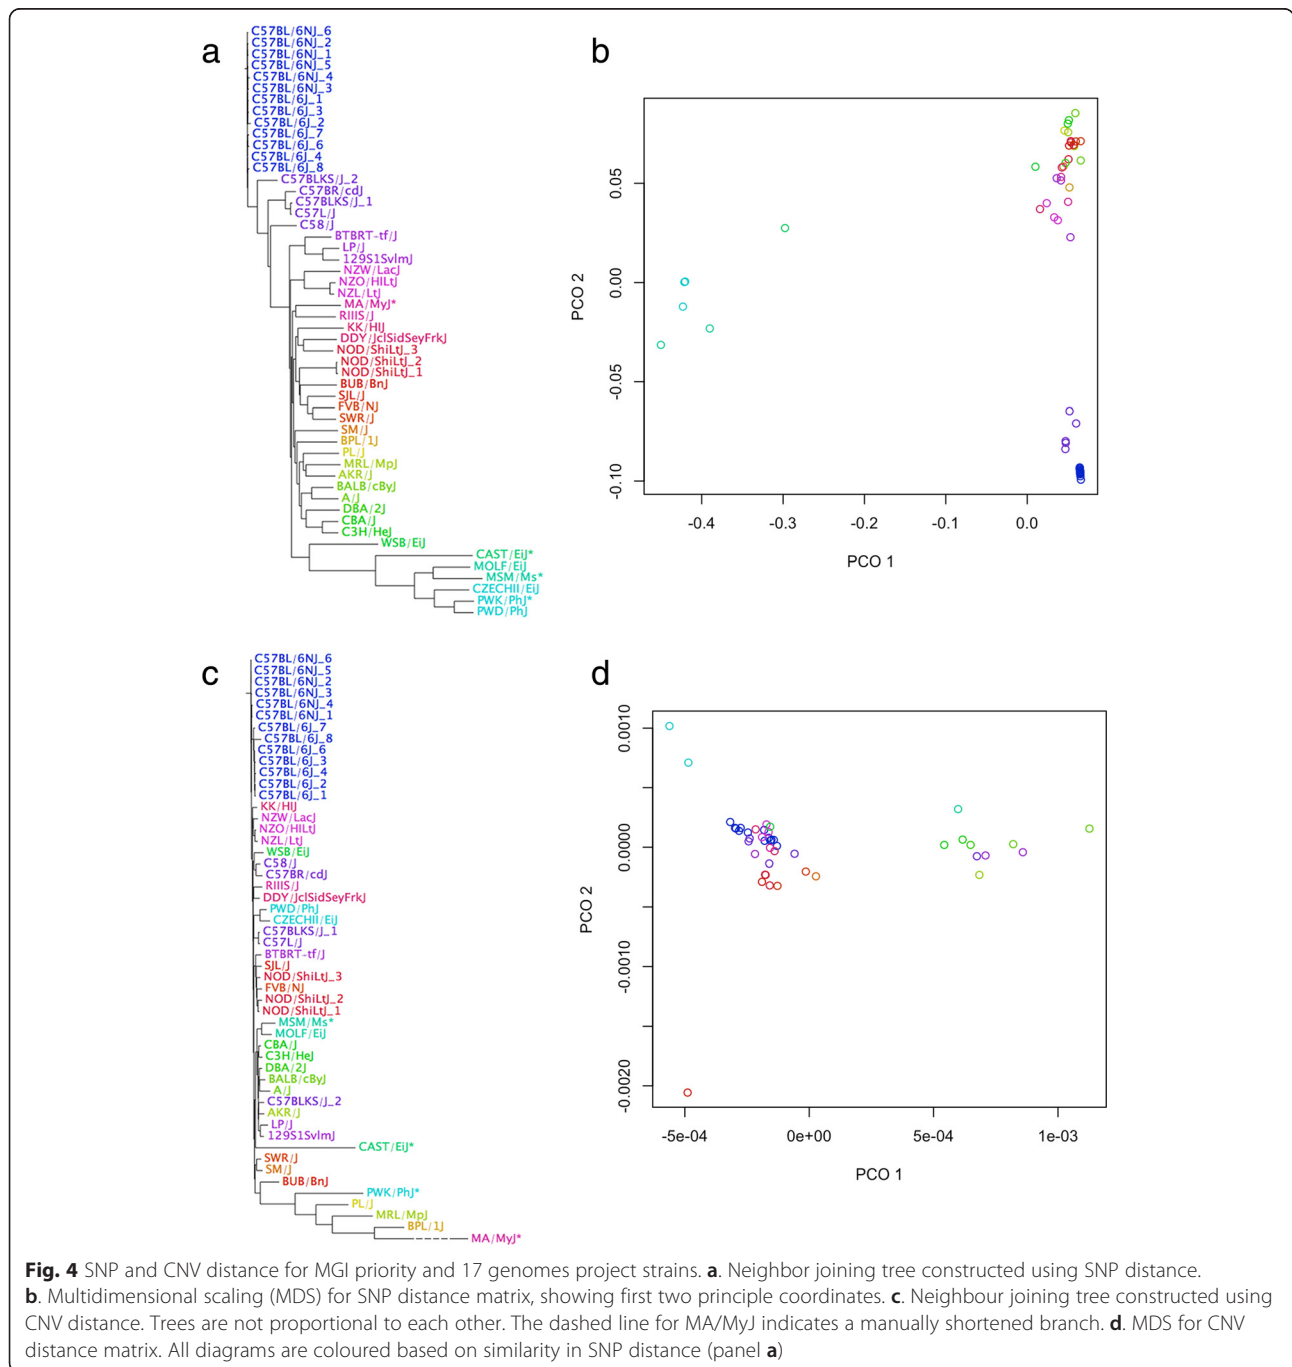 a
C57BL/6NJ_6
C57BL/6NJ_2
C57BL/6NJ_1
C57BL/6NJ_5
C57BL/6NJ_4
C57BL/6NJ_3
C57BL/6J_1
C57BL/6J_3
C57BL/6J_2
C57BL/6J_7
C57BL/6J_6
C57BL/6J_4
C57BL/6J_8
C57BLKS/J_2
C57BR/cdJ
C57BLKS/J_1
C57L/J
C58/J
BTBRT-tf/J
LP/J
129S1SvImJ
NZW/LacJ
NZO/HILtJ
NZL/LtJ
MA/MyJ*
RIIIS/J
KK/HIJ
DDY/JclSidSeyFrkJ
NOD/ShiLtJ_3
NOD/ShiLtJ_2
NOD/ShiLtJ_1
BUB/BnJ
SJL/J
FVB/NJ
SWR/J
SM/J
BPL/1J
PL/J
MRL/MpJ
AKR/J
BALB/cByJ
A/J
DBA/2J
CBA/J
C3H/HeJ
WSB/EiJ
CAST/EiJ*
MOLF/EiJ
MSM/Ms*
CZECHII/EiJ
PWK/PhJ*
PWD/PhJ
b
PCO 2
0.05
0.00
-0.05
-0.10
-0.4
-0.3
-0.2
-0.1
0.0
PCO 1
c
C57BL/6NJ_6
C57BL/6NJ_5
C57BL/6NJ_2
C57BL/6NJ_3
C57BL/6NJ_4
C57BL/6NJ_1
C57BL/6J_7
C57BL/6J_8
C57BL/6J_6
C57BL/6J_3
C57BL/6J_4
C57BL/6J_2
C57BL/6J_1
KK/HIJ
NZW/LacJ
NZO/HILtJ
NZL/LtJ
WSB/EiJ
C58/J
C57BR/cdJ
RIIIS/J
DDY/JclSidSeyFrkJ
PWD/PhJ
CZECHII/EiJ
C57BLKS/J_1
C57L/J
BTBRT-tf/J
SJL/J
NOD/ShiLtJ_3
FVB/NJ
NOD/ShiLtJ_2
NOD/ShiLtJ_1
MSM/Ms*
MOLF/EiJ
CBA/J
C3H/HeJ
DBA/2J
BALB/cByJ
A/J
C57BLKS/J_2
AKR/J
LP/J
129S1SvImJ
CAST/EiJ*
SWR/J
SM/J
BUB/BnJ
PWK/PhJ*
PL/J
MRL/MpJ
BPL/1J
MA/MyJ*
d
PCO 2
0.0010
0.0000
-0.0010
-0.0020
-5e-04
0e+00
5e-04
1e-03
PCO 1
Fig. 4 SNP and CNV distance for MGI priority and 17 genomes project strains. a. Neighbor joining tree constructed using SNP distance.
b. Multidimensional scaling (MDS) for SNP distance matrix, showing first two principle coordinates. c. Neighbour joining tree constructed using
CNV distance. Trees are not proportional to each other. The dashed line for MA/MyJ indicates a manually shortened branch. d. MDS for CNV
distance matrix. All diagrams are coloured based on similarity in SNP distance (panel a)